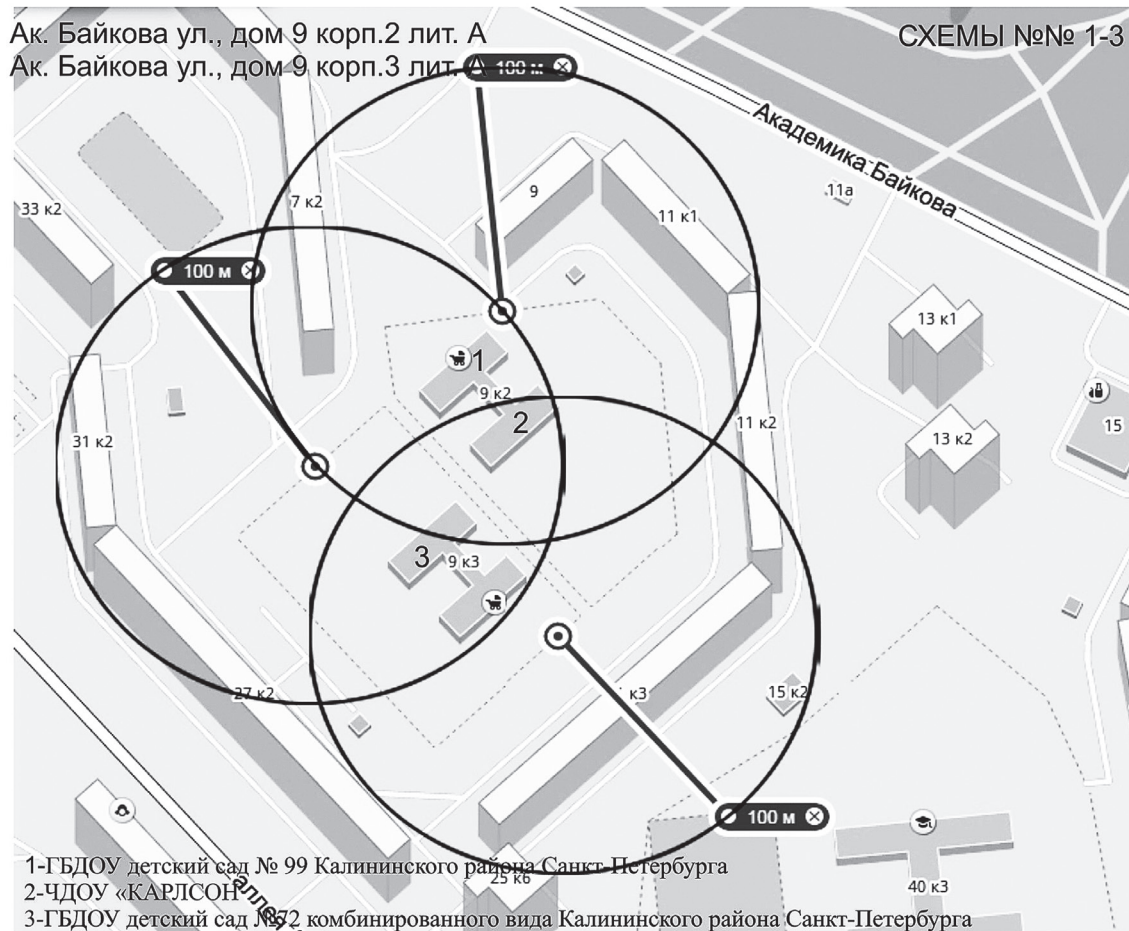 Ак. Байкова ул., дом 9 корп.2 лит. А
СХЕМЫ №№ 1-3
Ак. Байкова ул., дом 9 корп.3 лит. А
100 м
Академика Байкова
11а
9
33 к2
7 к2
11 к1
100 м
13 к1
1
9 к2
2
11 к2
15
31 к2
13 к2
3
9 к3
27 к2
к3
15 к2
100 м
1-ГБДОУ детский сад № 99 Калининского района Санкт-Петербурга
25 к6
40 к3
2-ЧДОУ «КАРЛСОН»
аллея
3-ГБДОУ детский сад №72 комбинированного вида Калининского района Санкт-Петербурга